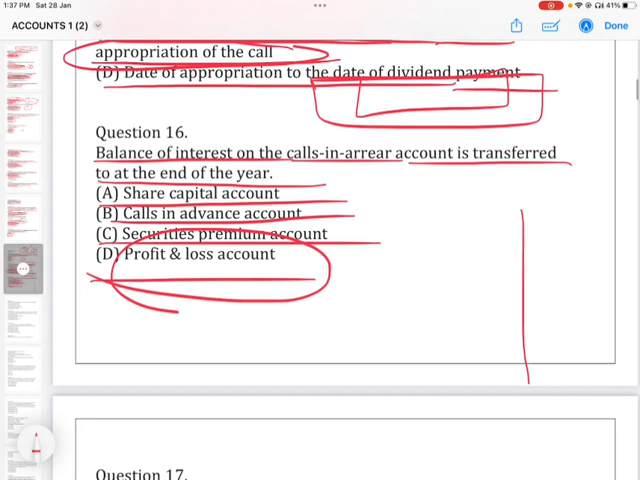 1:37 PM Sat 28 Jan
41%
ACCOUNTS 1 (2)
Done
appropriation of the call
(D) Date of appropriation to the date of dividend payment
Question 16.
Balance of interest on the calls-in-arrear account is transferred
to at the end of the year.
(A) Share capital account
(B) Calls in advance account
(C) Securities premium account
(D) Profit & loss account
Question 17.